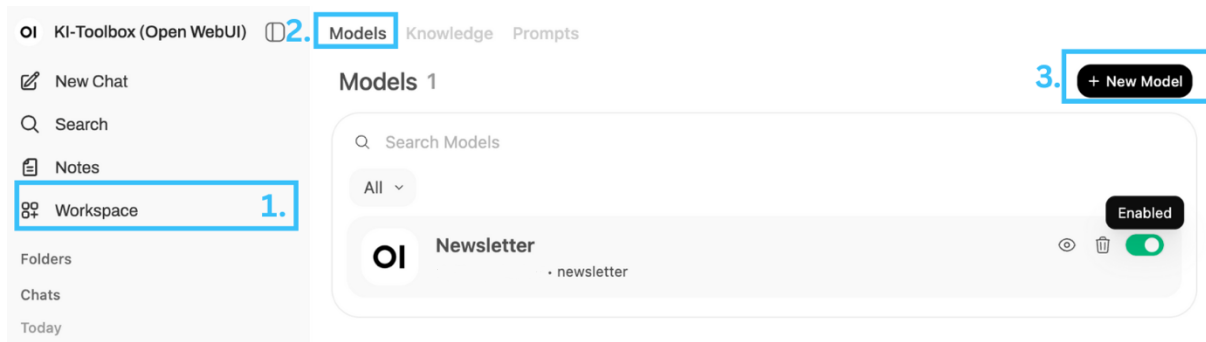 OI KI-Toolbox (Open WebUI)
New Chat
Search
Notes
Workspace 1.
Folders
Chats
Today
2. Models Knowledge Prompts
Models 1
3. + New Model
Search Models
All
Enabled
OI Newsletter
• newsletter